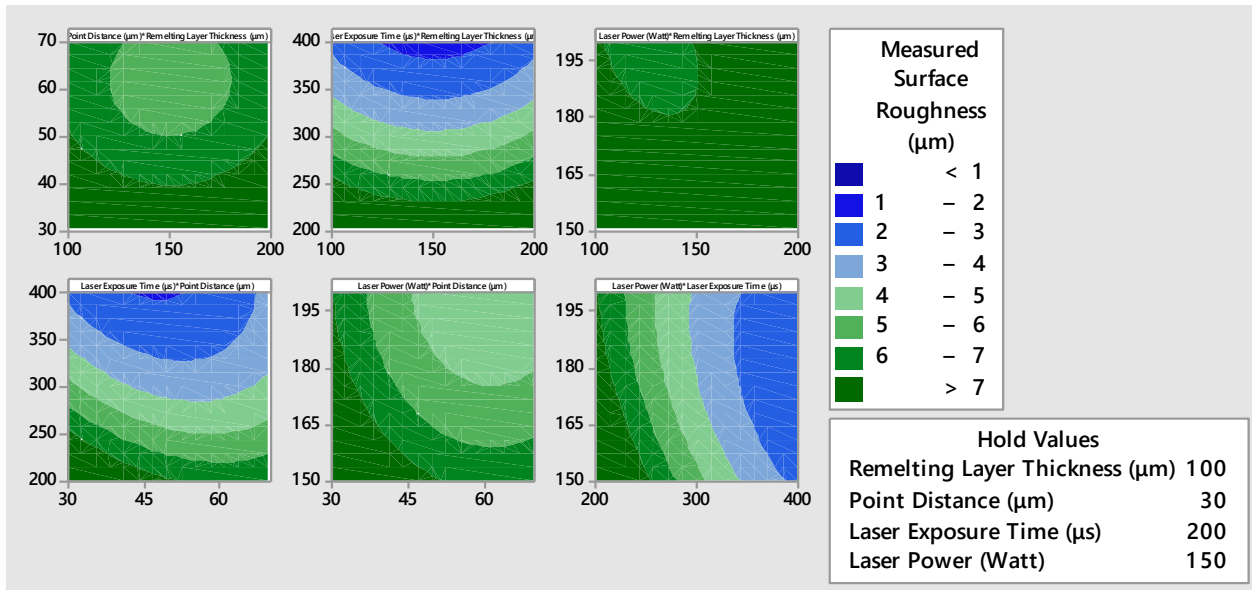 Point Distance (µm)*Remelting Layer Thickness (µm)
70
60
50
40
30
100 150 200
er Exposure Time (µs)*Remelting Layer Thickness (µ
400
350
300
250
200
100 150 200
Laser Power (Watt)*Remelting Layer Thickness (µm)
195
180
165
150
100 150 200
Laser Exposure Time (µs)*Point Distance (µm)
400
350
300
250
200
30 45 60
Laser Power (Watt)*Point Distance (µm)
195
180
165
150
30 45 60
Laser Power (Watt)*Laser Exposure Time (µs)
195
180
165
150
200 300 400
Measured
Surface
Roughness
(µm)
< 1
1 – 2
2 – 3
3 – 4
4 – 5
5 – 6
6 – 7
> 7
Hold Values
Remelting Layer Thickness (µm) 100
Point Distance (µm) 30
Laser Exposure Time (µs) 200
Laser Power (Watt) 150